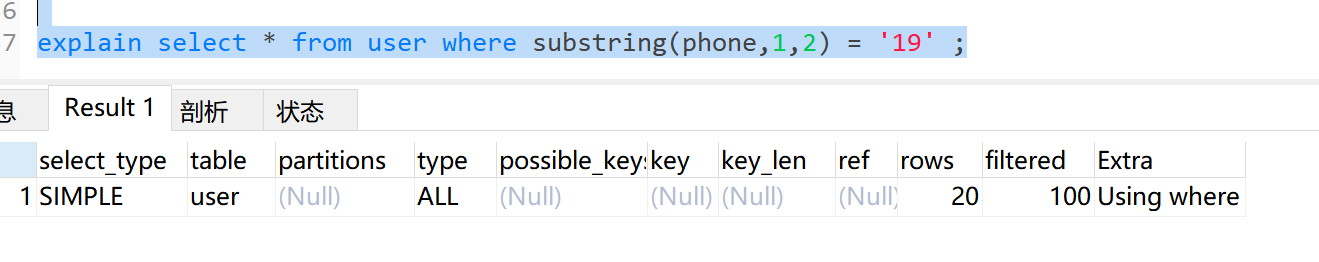 6
7 explain select * from user where substring(phone,1,2) = '19' ;
息 Result 1 剖析 状态
select_type table partitions type possible_keys key key_len ref rows filtered Extra
1 SIMPLE user (Null) ALL (Null) (Null) (Null) (Null) 20 100 Using where